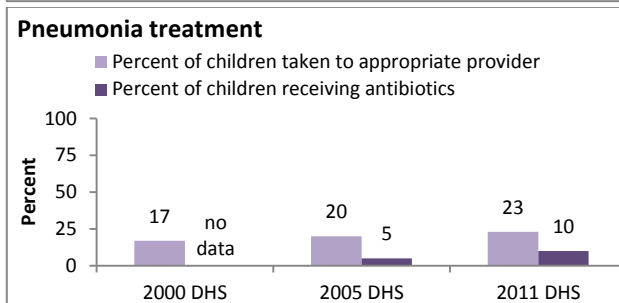 Pneumonia treatment
Percent of children taken to appropriate provider
Percent of children receiving antibiotics
Percent
100
75
50
25
0
17
no
data
20
5
23
10
2000 DHS
2005 DHS
2011 DHS